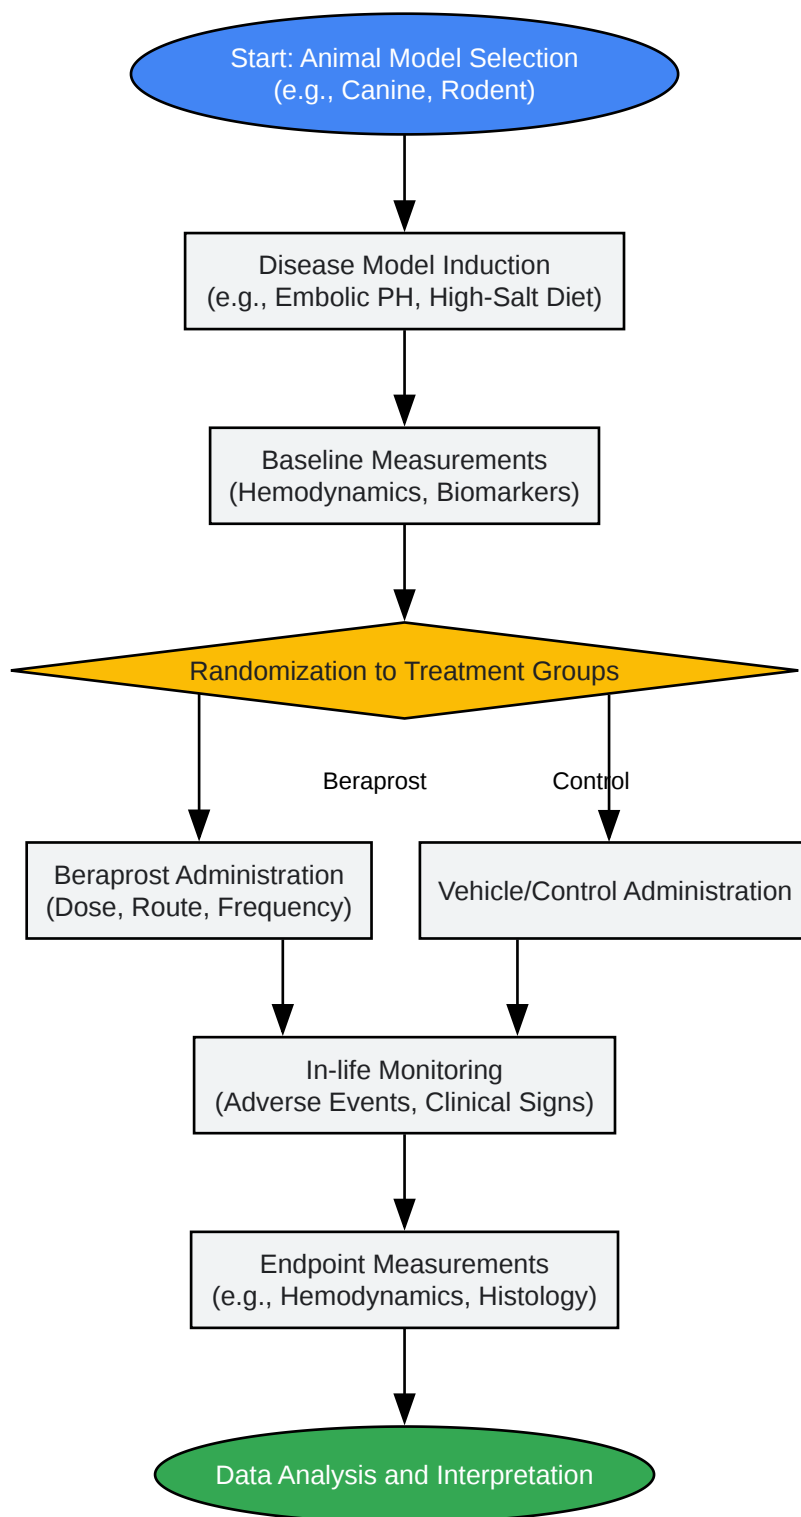 Start: Animal Model Selection
(e.g., Canine, Rodent)
Disease Model Induction
(e.g., Embolic PH, High-Salt Diet)
Baseline Measurements
(Hemodynamics, Biomarkers)
Randomization to Treatment Groups
Beraprost
Control
Beraprost Administration
(Dose, Route, Frequency)
Vehicle/Control Administration
In-life Monitoring
(Adverse Events, Clinical Signs)
Endpoint Measurements
(e.g., Hemodynamics, Histology)
Data Analysis and Interpretation